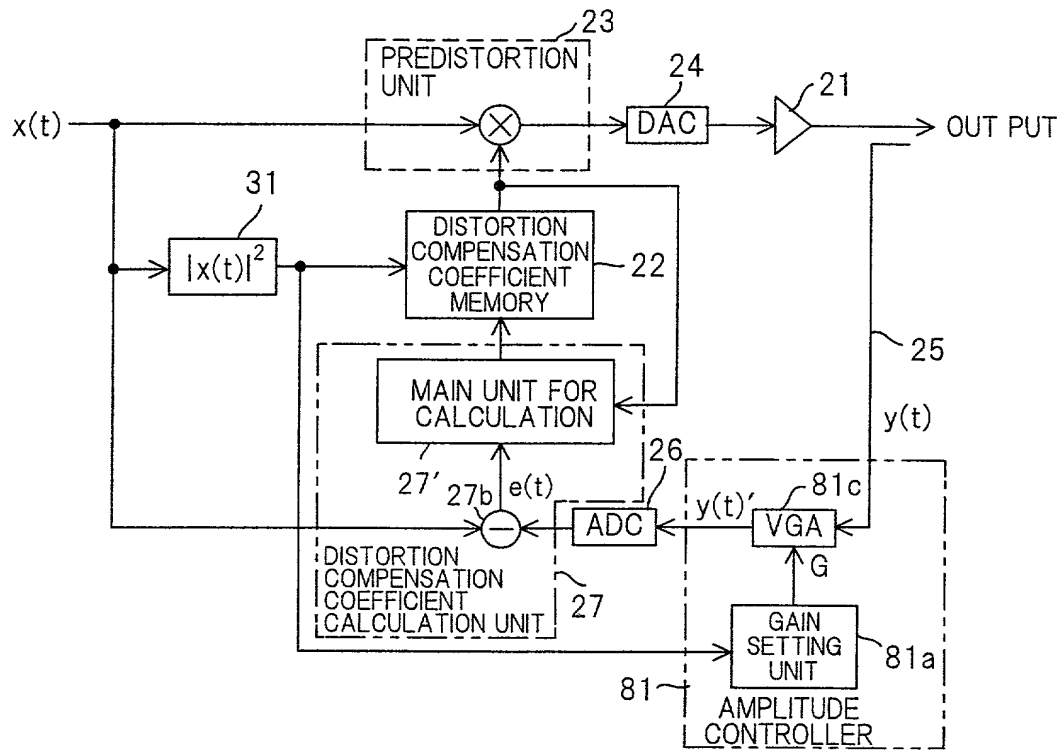 23
PREDISTORTION
UNIT
24
21
x(t)
DAC
OUT PUT
31
|x(t)|²
DISTORTION
COMPENSATION
COEFFICIENT
MEMORY
22
25
MAIN UNIT FOR
CALCULATION
y(t)
27′
27b
e(t)
26
y(t)′
81c
ADC
VGA
G
DISTORTION
COMPENSATION
COEFFICIENT
CALCULATION UNIT
27
GAIN
SETTING
UNIT
81a
81
AMPLITUDE
CONTROLLER